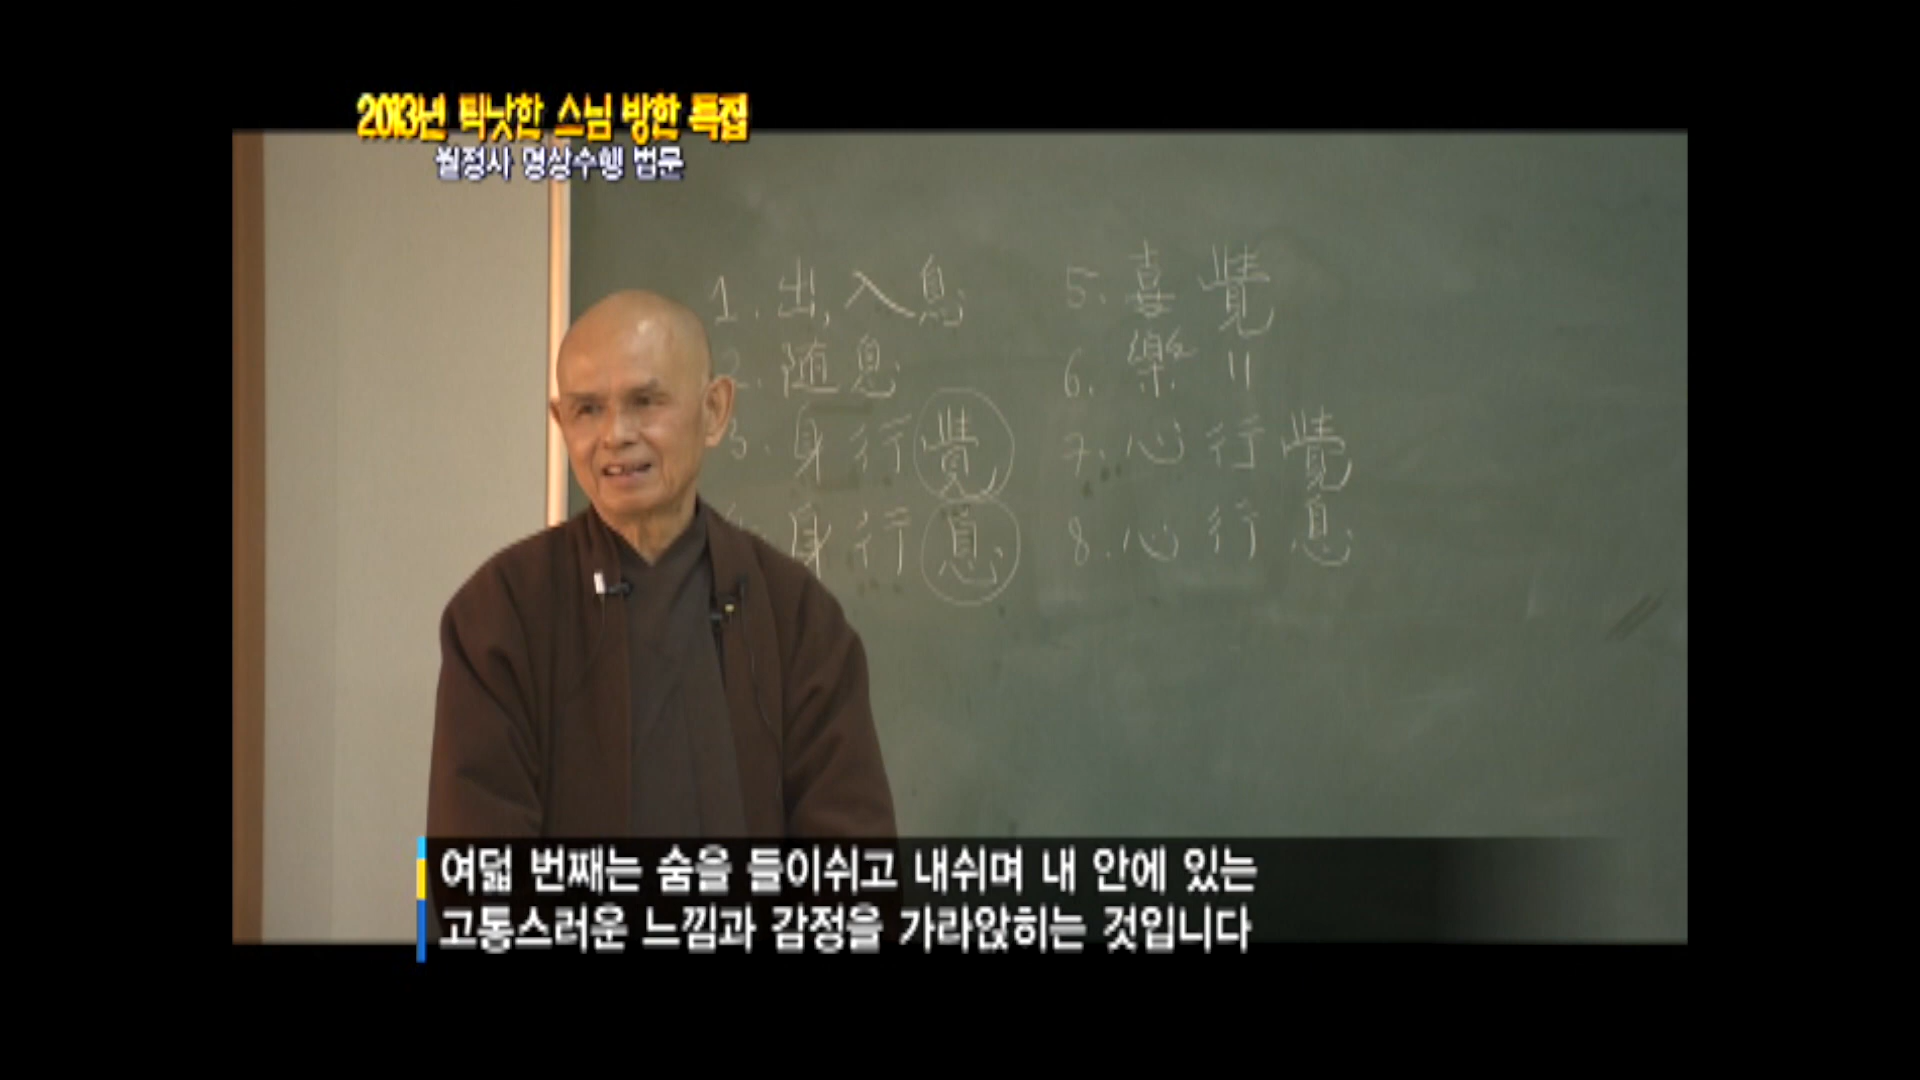 2013년 틱낫한 스님 방한 특집
월정사 명상수행 법문
1. 出,入息
2. 随息
3. 身行覺
身行息
5. 喜覺
6. 樂 〃
7. 心行覺
8. 心行息
여덟 번째는 숨을 들이쉬고 내쉬며 내 안에 있는
고통스러운 느낌과 감정을 가라앉히는 것입니다